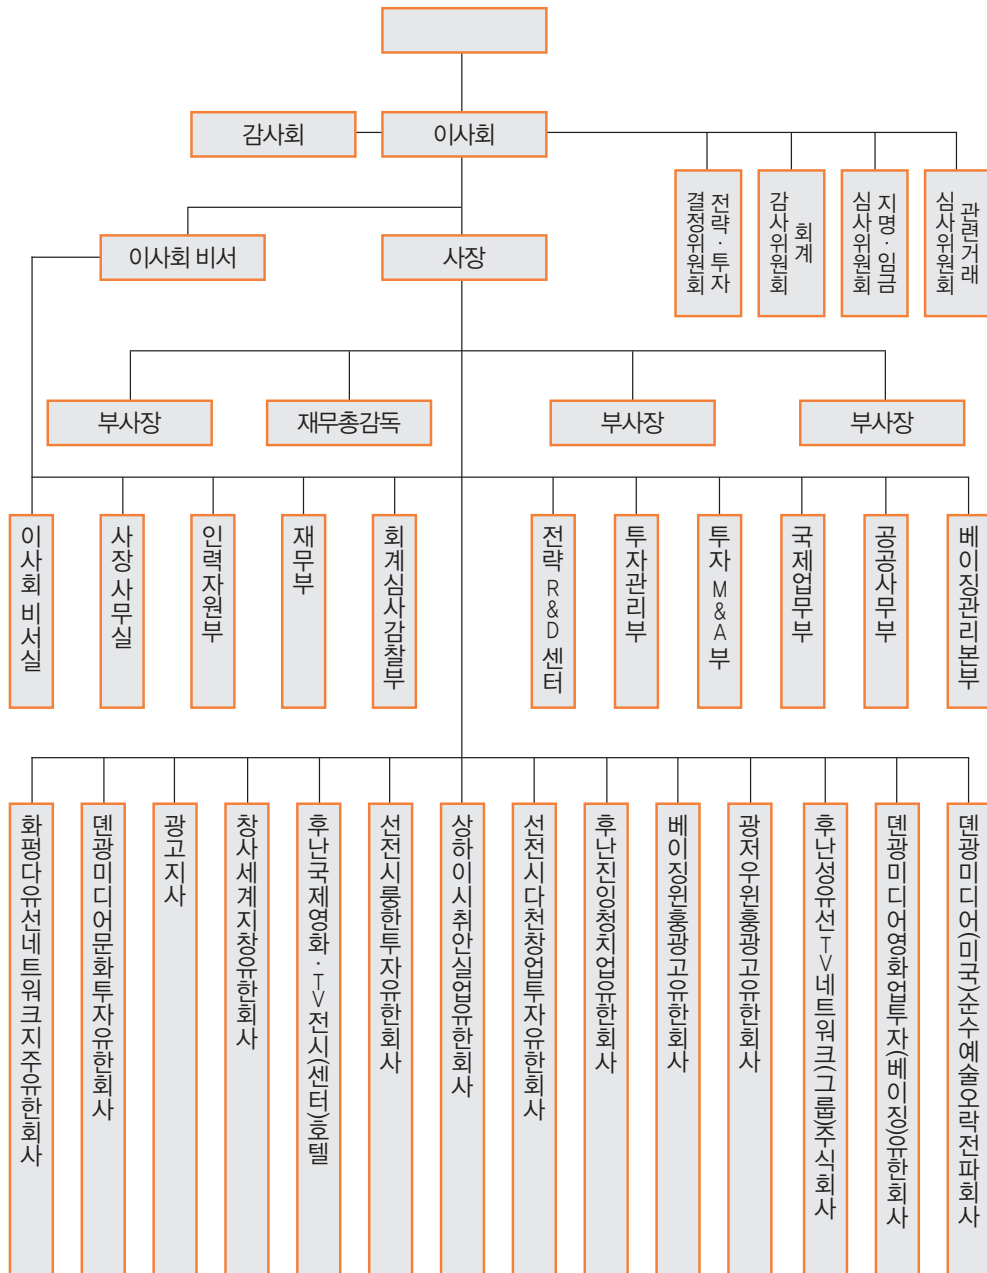 감사회
이사회
전략·투자
결정위원회
회계
감사위원회
지명·임금
심사위원회
관련거래
심사위원회
이사회 비서
사장
부사장
재무총감독
부사장
부사장
이사회 비서실
사장 사무실
인력자원부
재무부
회계심사감찰부
전략 R&D 센터
투자관리부
투자 M&A 부
국제업무부
공공사무부
베이징관리본부
화펑다유선네트워크지주유한회사
뎬광미디어문화투자유한회사
광고지사
창사세계지창유한회사
후난국제영화·TV전시(센터)호텔
선전시룽한투자유한회사
상하이시취안실업유한회사
선전시다천창업투자유한회사
후난진잉청치업유한회사
베이징윈훙광고유한회사
광저우윈훙광고유한회사
후난성유선TV네트워크(그룹)주식회사
뎬광미디어영화업투자(베이징)유한회사
뎬광미디어(미국)순수예술오락전파회사